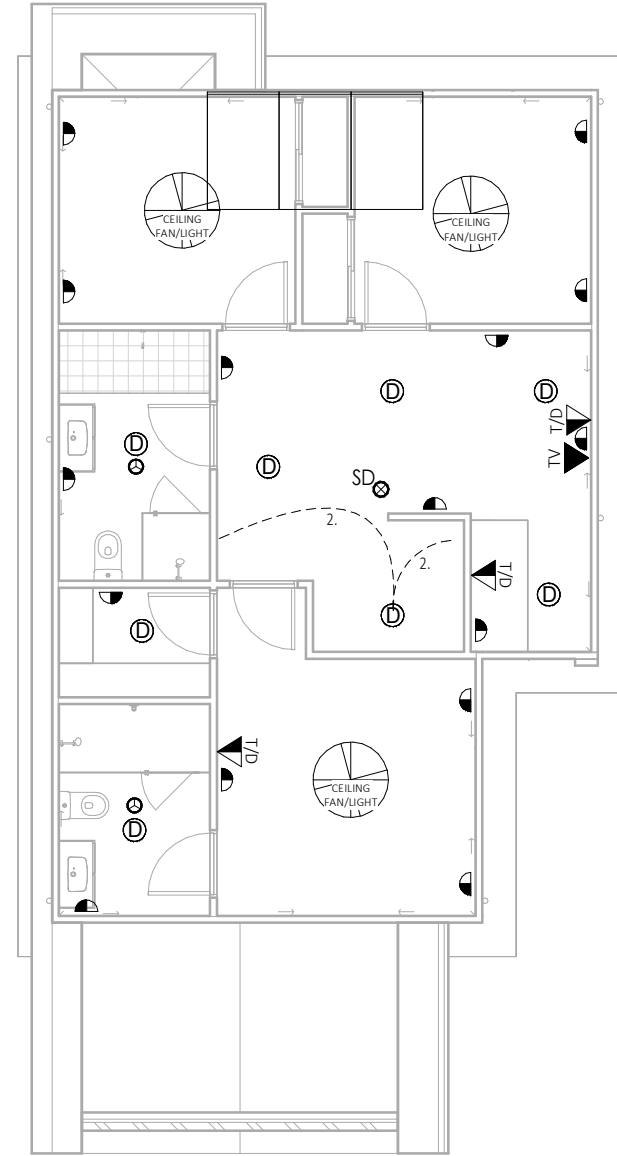 CEILING
FAN/LIGHT
CEILING
FAN/LIGHT
D
D
T/D
TV
D
D
SD
2.
2.
T/D
D
D
D
T/D
CEILING
FAN/LIGHT
D